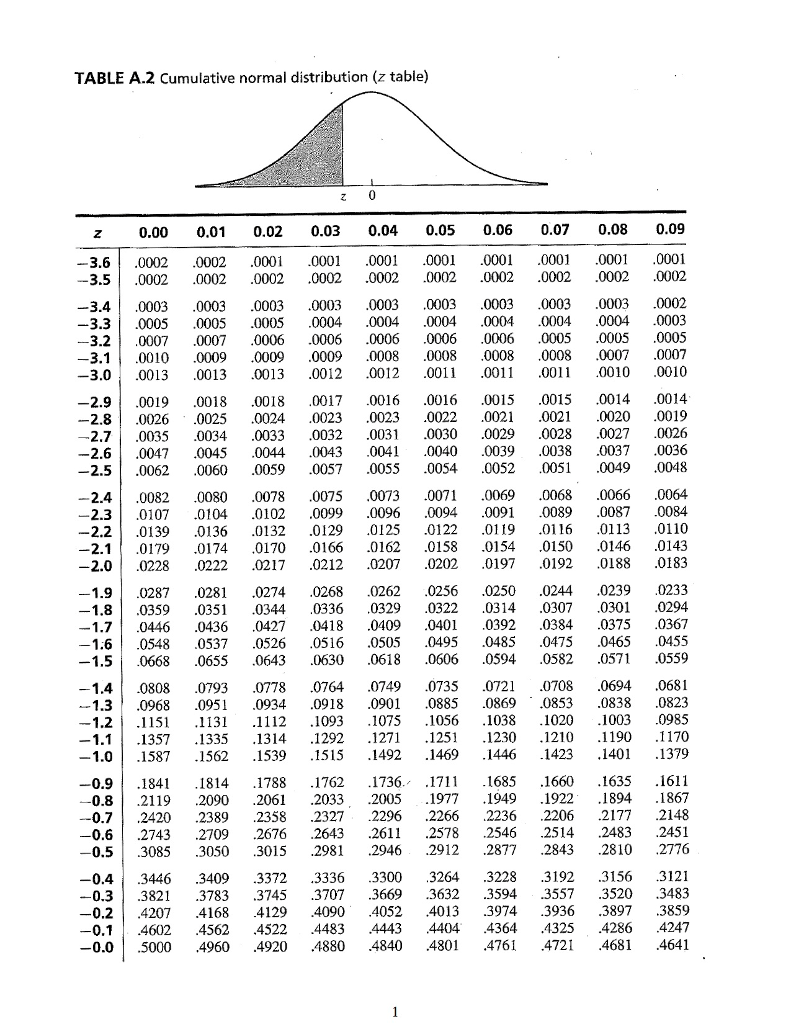 TABLE A.2 Cumulative normal distribution (z table)
z 0
z 0.00 0.01 0.02 0.03 0.04 0.05 0.06 0.07 0.08 0.09
−3.6 .0002 .0002 .0001 .0001 .0001 .0001 .0001 .0001 .0001 .0001
−3.5 .0002 .0002 .0002 .0002 .0002 .0002 .0002 .0002 .0002 .0002
−3.4 .0003 .0003 .0003 .0003 .0003 .0003 .0003 .0003 .0003 .0002
−3.3 .0005 .0005 .0005 .0004 .0004 .0004 .0004 .0004 .0004 .0003
−3.2 .0007 .0007 .0006 .0006 .0006 .0006 .0006 .0005 .0005 .0005
−3.1 .0010 .0009 .0009 .0009 .0008 .0008 .0008 .0008 .0007 .0007
−3.0 .0013 .0013 .0013 .0012 .0012 .0011 .0011 .0011 .0010 .0010
−2.9 .0019 .0018 .0018 .0017 .0016 .0016 .0015 .0015 .0014 .0014
−2.8 .0026 .0025 .0024 .0023 .0023 .0022 .0021 .0021 .0020 .0019
−2.7 .0035 .0034 .0033 .0032 .0031 .0030 .0029 .0028 .0027 .0026
−2.6 .0047 .0045 .0044 .0043 .0041 .0040 .0039 .0038 .0037 .0036
−2.5 .0062 .0060 .0059 .0057 .0055 .0054 .0052 .0051 .0049 .0048
−2.4 .0082 .0080 .0078 .0075 .0073 .0071 .0069 .0068 .0066 .0064
−2.3 .0107 .0104 .0102 .0099 .0096 .0094 .0091 .0089 .0087 .0084
−2.2 .0139 .0136 .0132 .0129 .0125 .0122 .0119 .0116 .0113 .0110
−2.1 .0179 .0174 .0170 .0166 .0162 .0158 .0154 .0150 .0146 .0143
−2.0 .0228 .0222 .0217 .0212 .0207 .0202 .0197 .0192 .0188 .0183
−1.9 .0287 .0281 .0274 .0268 .0262 .0256 .0250 .0244 .0239 .0233
−1.8 .0359 .0351 .0344 .0336 .0329 .0322 .0314 .0307 .0301 .0294
−1.7 .0446 .0436 .0427 .0418 .0409 .0401 .0392 .0384 .0375 .0367
−1.6 .0548 .0537 .0526 .0516 .0505 .0495 .0485 .0475 .0465 .0455
−1.5 .0668 .0655 .0643 .0630 .0618 .0606 .0594 .0582 .0571 .0559
−1.4 .0808 .0793 .0778 .0764 .0749 .0735 .0721 .0708 .0694 .0681
−1.3 .0968 .0951 .0934 .0918 .0901 .0885 .0869 .0853 .0838 .0823
−1.2 .1151 .1131 .1112 .1093 .1075 .1056 .1038 .1020 .1003 .0985
−1.1 .1357 .1335 .1314 .1292 .1271 .1251 .1230 .1210 .1190 .1170
−1.0 .1587 .1562 .1539 .1515 .1492 .1469 .1446 .1423 .1401 .1379
−0.9 .1841 .1814 .1788 .1762 .1736 .1711 .1685 .1660 .1635 .1611
−0.8 .2119 .2090 .2061 .2033 .2005 .1977 .1949 .1922 .1894 .1867
−0.7 .2420 .2389 .2358 .2327 .2296 .2266 .2236 .2206 .2177 .2148
−0.6 .2743 .2709 .2676 .2643 .2611 .2578 .2546 .2514 .2483 .2451
−0.5 .3085 .3050 .3015 .2981 .2946 .2912 .2877 .2843 .2810 .2776
−0.4 .3446 .3409 .3372 .3336 .3300 .3264 .3228 .3192 .3156 .3121
−0.3 .3821 .3783 .3745 .3707 .3669 .3632 .3594 .3557 .3520 .3483
−0.2 .4207 .4168 .4129 .4090 .4052 .4013 .3974 .3936 .3897 .3859
−0.1 .4602 .4562 .4522 .4483 .4443 .4404 .4364 .4325 .4286 .4247
−0.0 .5000 .4960 .4920 .4880 .4840 .4801 .4761 .4721 .4681 .4641
1